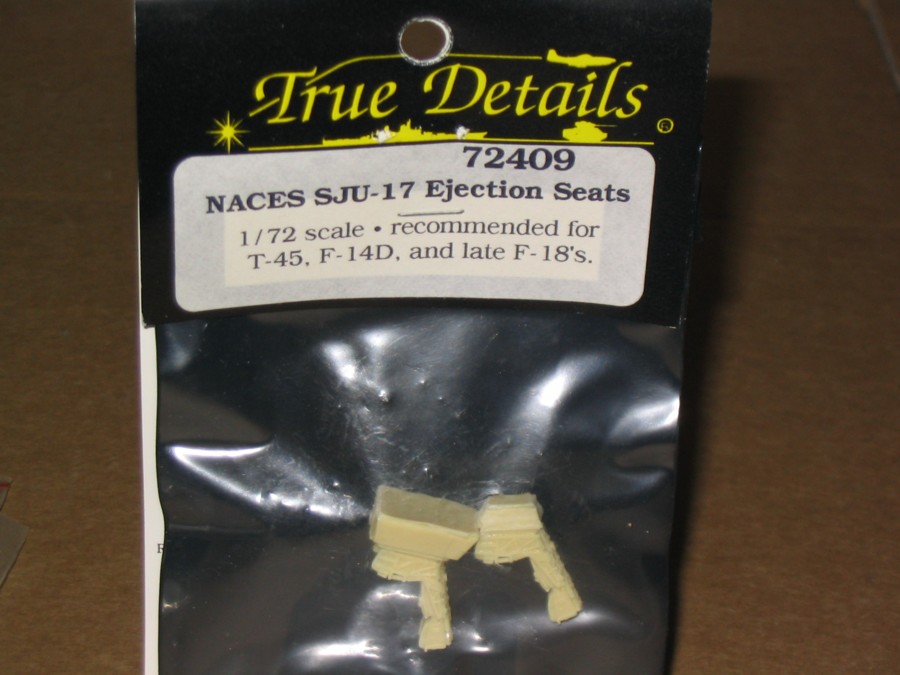 True Details
72409
NACES SJU-17 Ejection Seats
1/72 scale • recommended for
T-45, F-14D, and late F-18's.